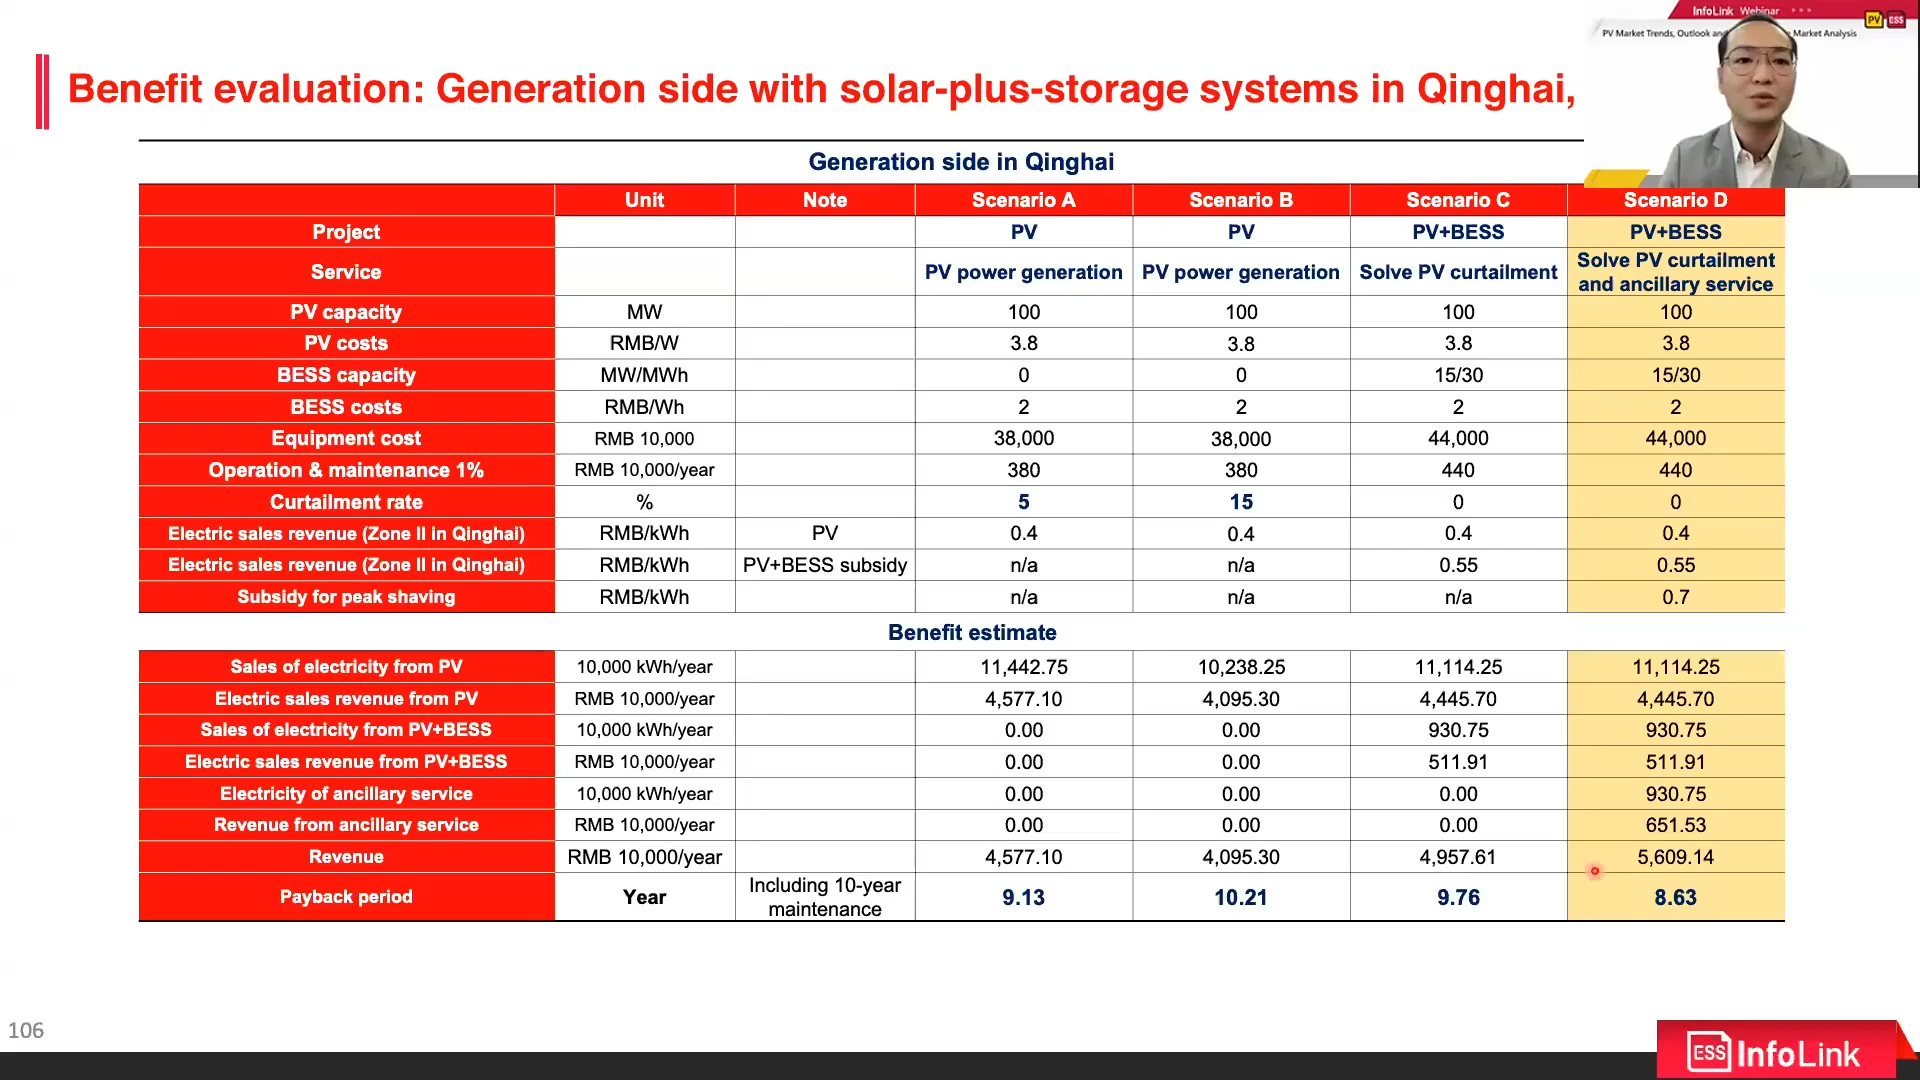 InfoLink Webinar
PV ESS
PV Market Trends, Outlook and Market Analysis
Benefit evaluation: Generation side with solar-plus-storage systems in Qinghai,
Generation side in Qinghai
Unit Note Scenario A Scenario B Scenario C Scenario D
Project PV PV PV+BESS PV+BESS
Service PV power generation PV power generation Solve PV curtailment Solve PV curtailment
and ancillary service
PV capacity MW 100 100 100 100
PV costs RMB/W 3.8 3.8 3.8 3.8
BESS capacity MW/MWh 0 0 15/30 15/30
BESS costs RMB/Wh 2 2 2 2
Equipment cost RMB 10,000 38,000 38,000 44,000 44,000
Operation & maintenance 1% RMB 10,000/year 380 380 440 440
Curtailment rate % 5 15 0 0
Electric sales revenue (Zone II in Qinghai) RMB/kWh PV 0.4 0.4 0.4 0.4
Electric sales revenue (Zone II in Qinghai) RMB/kWh PV+BESS subsidy n/a n/a 0.55 0.55
Subsidy for peak shaving RMB/kWh n/a n/a n/a 0.7
Benefit estimate
Sales of electricity from PV 10,000 kWh/year 11,442.75 10,238.25 11,114.25 11,114.25
Electric sales revenue from PV RMB 10,000/year 4,577.10 4,095.30 4,445.70 4,445.70
Sales of electricity from PV+BESS 10,000 kWh/year 0.00 0.00 930.75 930.75
Electric sales revenue from PV+BESS RMB 10,000/year 0.00 0.00 511.91 511.91
Electricity of ancillary service 10,000 kWh/year 0.00 0.00 0.00 930.75
Revenue from ancillary service RMB 10,000/year 0.00 0.00 0.00 651.53
Revenue RMB 10,000/year 4,577.10 4,095.30 4,957.61 5,609.14
Payback period Year Including 10-year
maintenance 9.13 10.21 9.76 8.63
106
ESS InfoLink